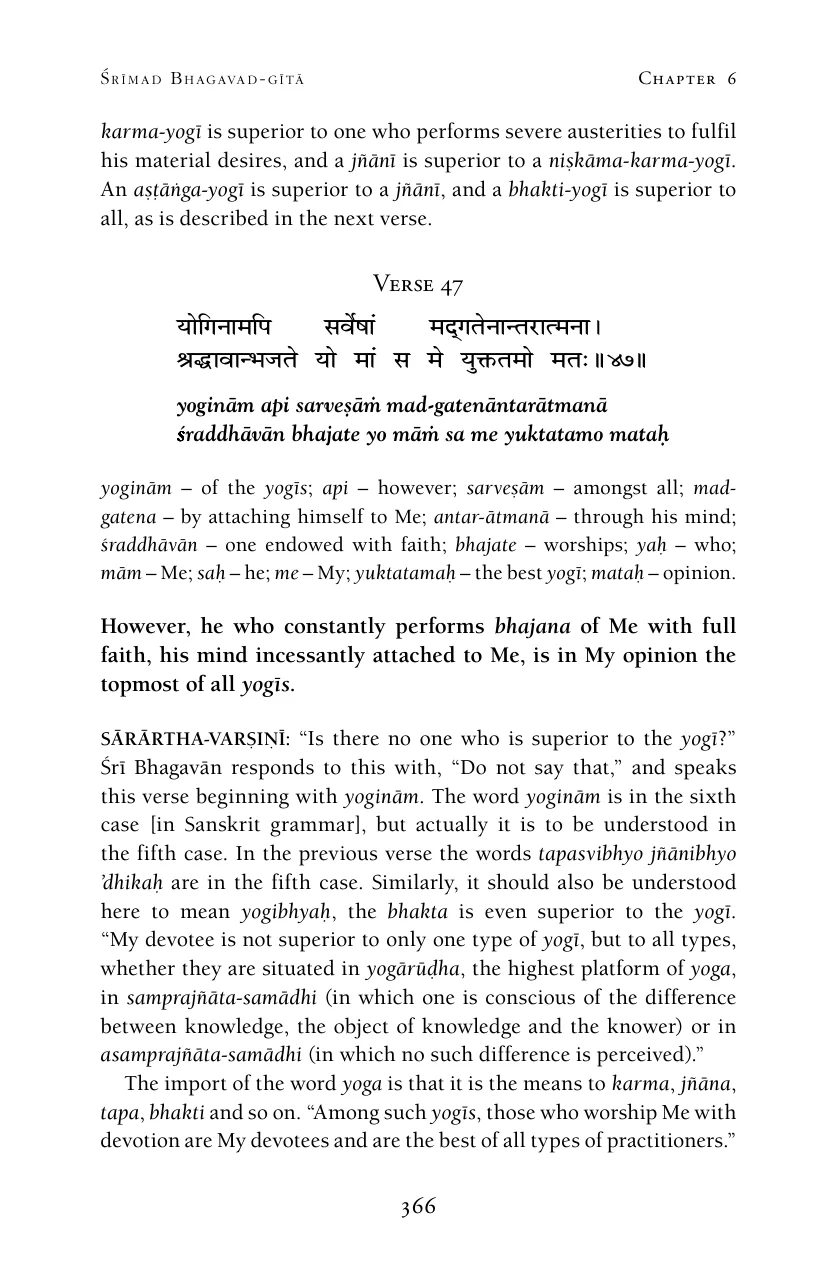 Śrīmad Bhagavad-gītā Chapter 6
karma-yogī is superior to one who performs severe austerities to fulfil
his material desires, and a jñānī is superior to a niṣkāma-karma-yogī.
An aṣṭāṅga-yogī is superior to a jñānī, and a bhakti-yogī is superior to
all, as is described in the next verse.
Verse 47
योगिनामपि सर्वेषां मद्गतेनान्तरात्मना।
श्रद्धावान्भजते यो मां स मे युक्ततमो मतः॥४७॥
yoginām api sarveṣāṁ mad-gatenāntarātmanā
śraddhāvān bhajate yo māṁ sa me yuktatamo mataḥ
yoginām – of the yogīs; api – however; sarveṣām – amongst all; mad-
gatena – by attaching himself to Me; antar-ātmanā – through his mind;
śraddhāvān – one endowed with faith; bhajate – worships; yaḥ – who;
mām – Me; saḥ – he; me – My; yuktatamaḥ – the best yogī; mataḥ – opinion.
However, he who constantly performs bhajana of Me with full
faith, his mind incessantly attached to Me, is in My opinion the
topmost of all yogīs.
SĀRĀRTHA-VARṢIṆĪ: “Is there no one who is superior to the yogī?”
Śrī Bhagavān responds to this with, “Do not say that,” and speaks
this verse beginning with yoginām. The word yoginām is in the sixth
case [in Sanskrit grammar], but actually it is to be understood in
the fifth case. In the previous verse the words tapasvibhyo jñānibhyo
’dhikaḥ are in the fifth case. Similarly, it should also be understood
here to mean yogibhyaḥ, the bhakta is even superior to the yogī.
“My devotee is not superior to only one type of yogī, but to all types,
whether they are situated in yogārūḍha, the highest platform of yoga,
in samprajñāta-samādhi (in which one is conscious of the difference
between knowledge, the object of knowledge and the knower) or in
asamprajñāta-samādhi (in which no such difference is perceived).”
The import of the word yoga is that it is the means to karma, jñāna,
tapa, bhakti and so on. “Among such yogīs, those who worship Me with
devotion are My devotees and are the best of all types of practitioners.”
366